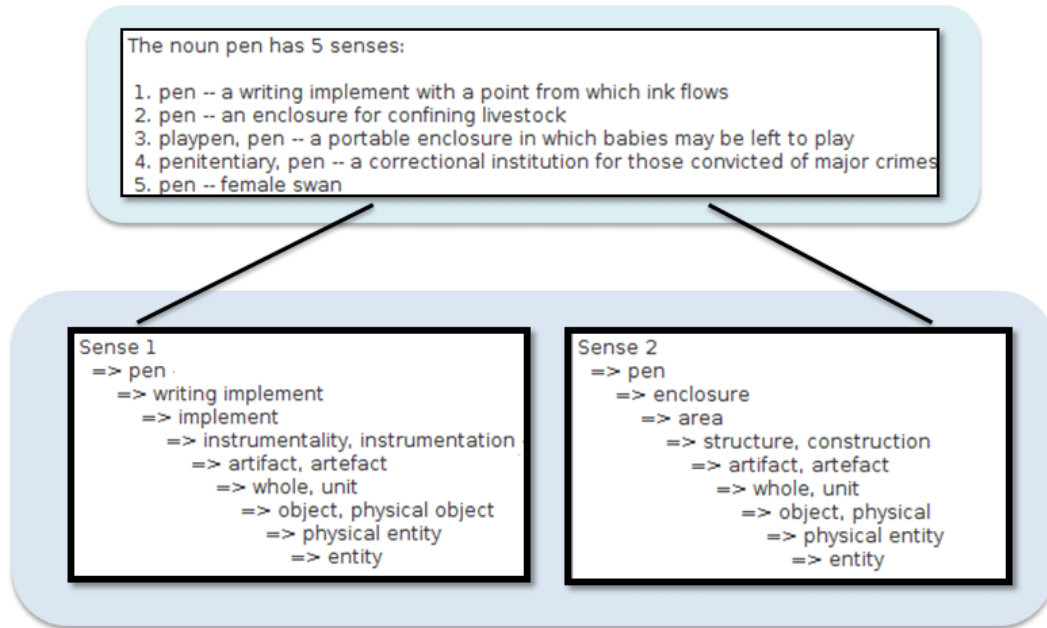 The noun pen has 5 senses:
1. pen -- a writing implement with a point from which ink flows
2. pen -- an enclosure for confining livestock
3. playpen, pen -- a portable enclosure in which babies may be left to play
4. penitentiary, pen -- a correctional institution for those convicted of major crimes
5. pen -- female swan
Sense 1
=> pen
=> writing implement
=> implement
=> instrumentality, instrumentation
=> artifact, artefact
=> whole, unit
=> object, physical object
=> physical entity
=> entity
Sense 2
=> pen
=> enclosure
=> area
=> structure, construction
=> artifact, artefact
=> whole, unit
=> object, physical
=> physical entity
=> entity